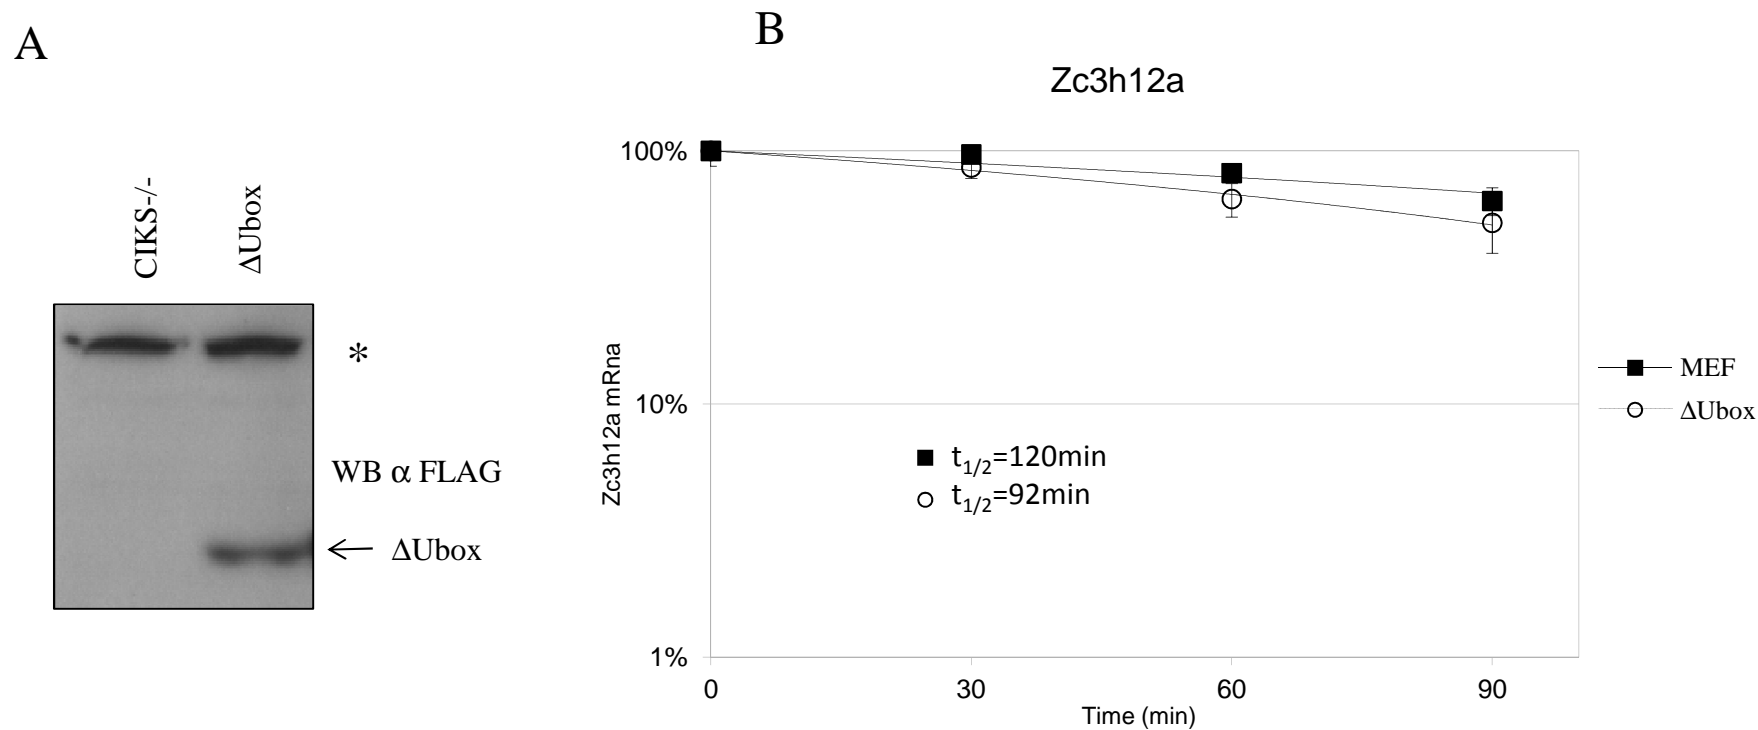 A
B
Zc3h12a
CIKS-/-
ΔUbox
*
WB α FLAG
ΔUbox
100%
10%
1%
Zc3h12a mRna
t1/2=120min
t1/2=92min
0 30 60 90
Time (min)
MEF
ΔUbox